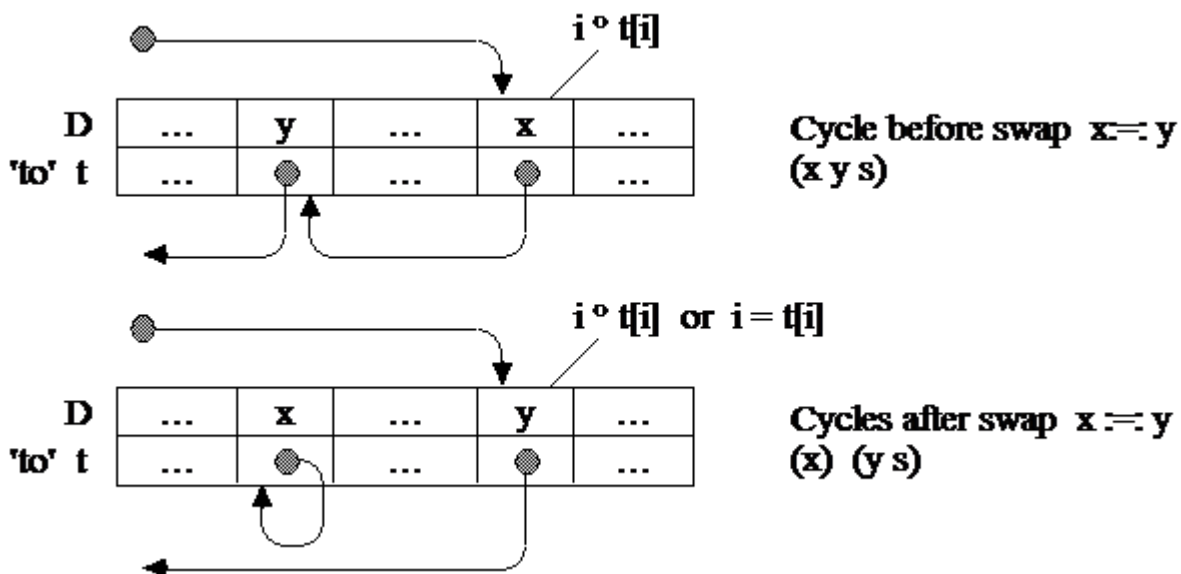 i º t[i]
D ... y ... x ... Cycle before swap x:=: y
'to' t ... ... ... (x y s)
i º t[i] or i = t[i]
D ... x ... y ... Cycles after swap x :=: y
'to' t ... ... ... (x) (y s)